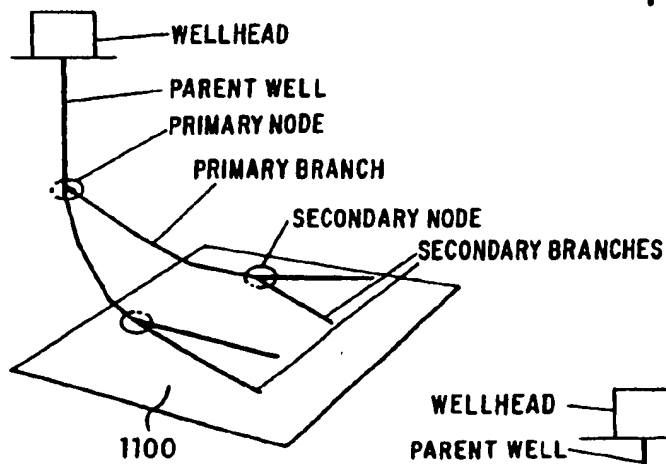 WELLHEAD
PARENT WELL
PRIMARY NODE
PRIMARY BRANCH
SECONDARY NODE
SECONDARY BRANCHES
1100
WELLHEAD
PARENT WELL